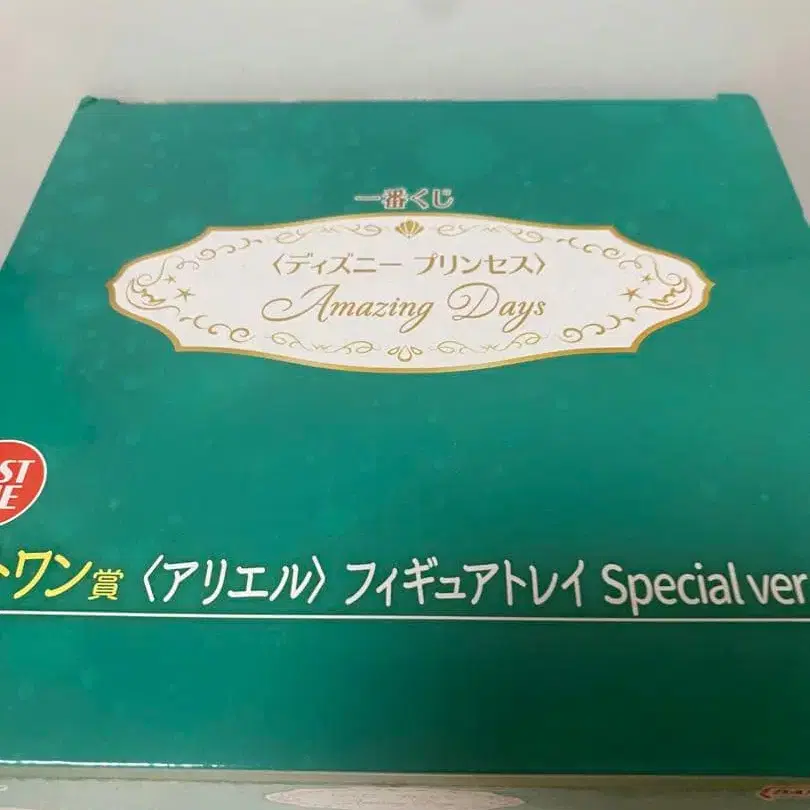 一番くじ
〈ディズニー プリンセス〉
Amazing Days
ST
E
トワン賞 〈アリエル〉 フィギュアトレイ Special ver